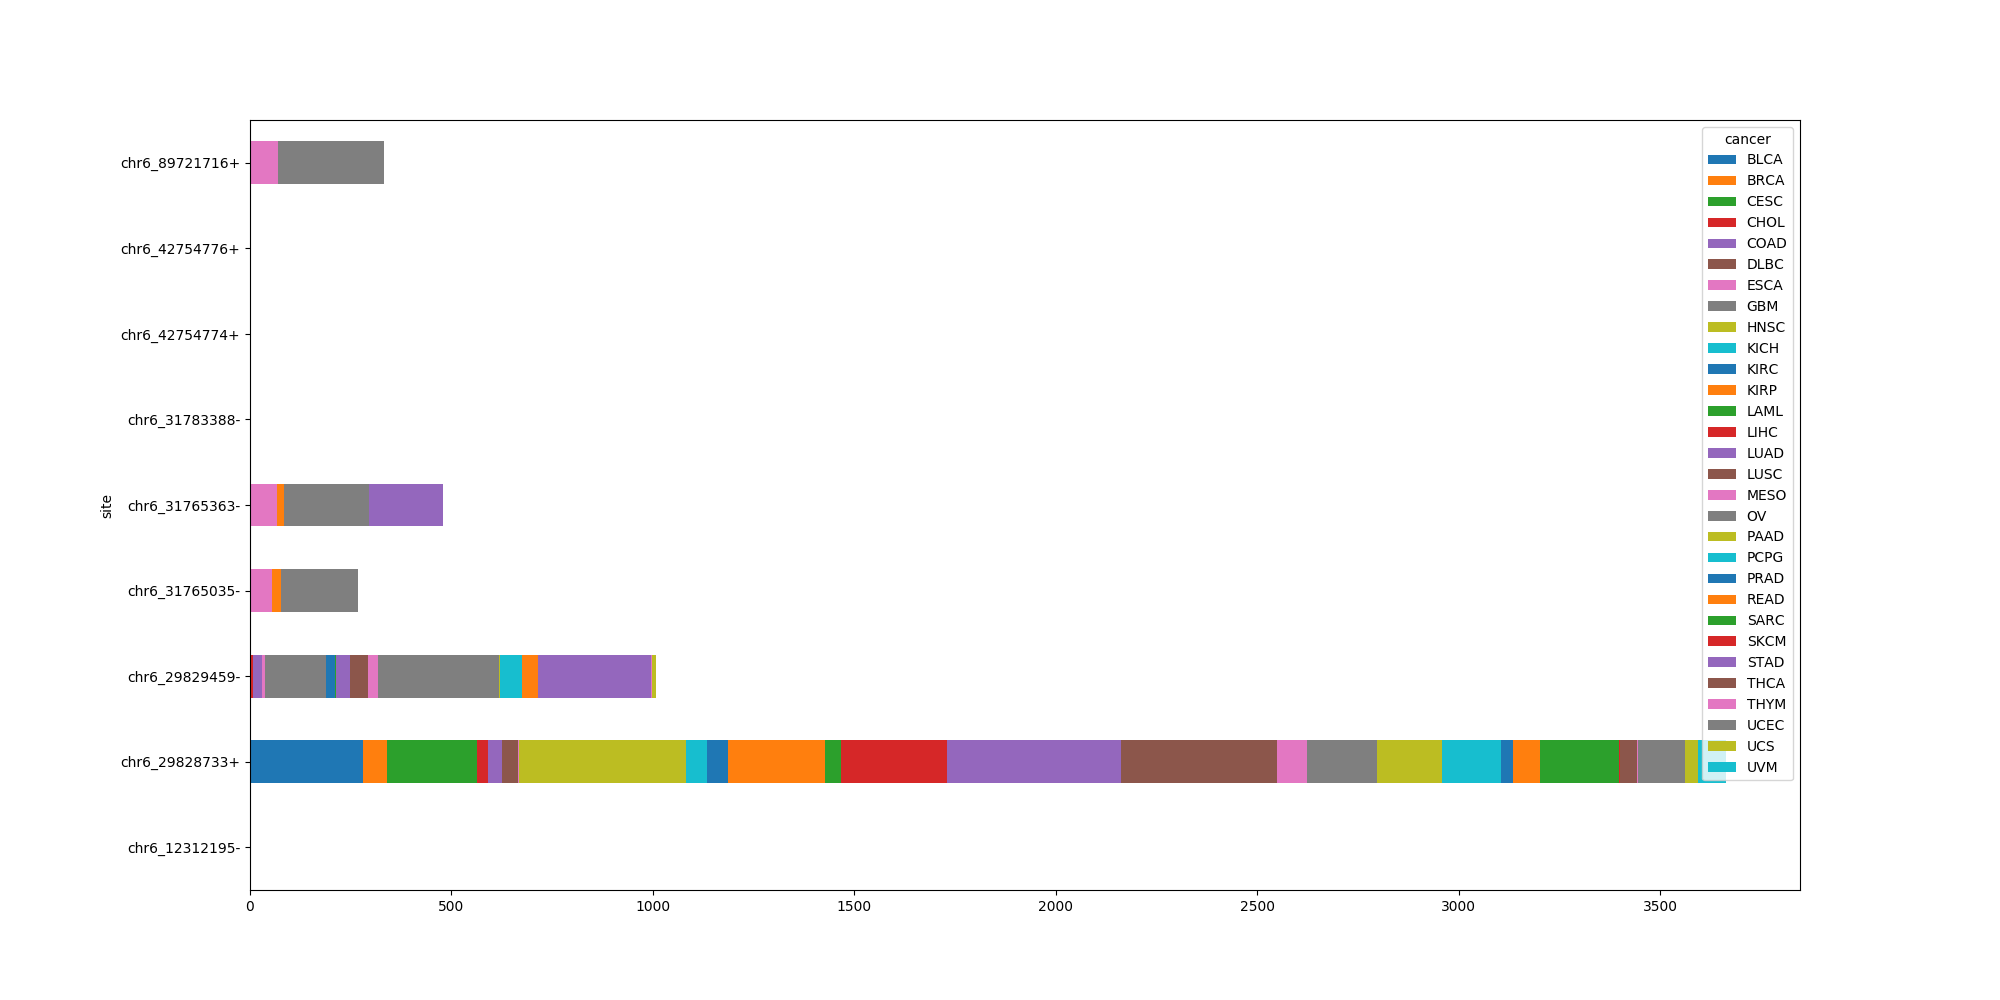 cancer
BLCA
BRCA
CESC
CHOL
COAD
DLBC
ESCA
GBM
HNSC
KICH
KIRC
KIRP
LAML
LIHC
LUAD
LUSC
MESO
OV
PAAD
PCPG
PRAD
READ
SARC
SKCM
STAD
THCA
THYM
UCEC
UCS
UVM
site
chr6_89721716+
chr6_42754776+
chr6_42754774+
chr6_31783388-
chr6_31765363-
chr6_31765035-
chr6_29829459-
chr6_29828733+
chr6_12312195-
0 500 1000 1500 2000 2500 3000 3500